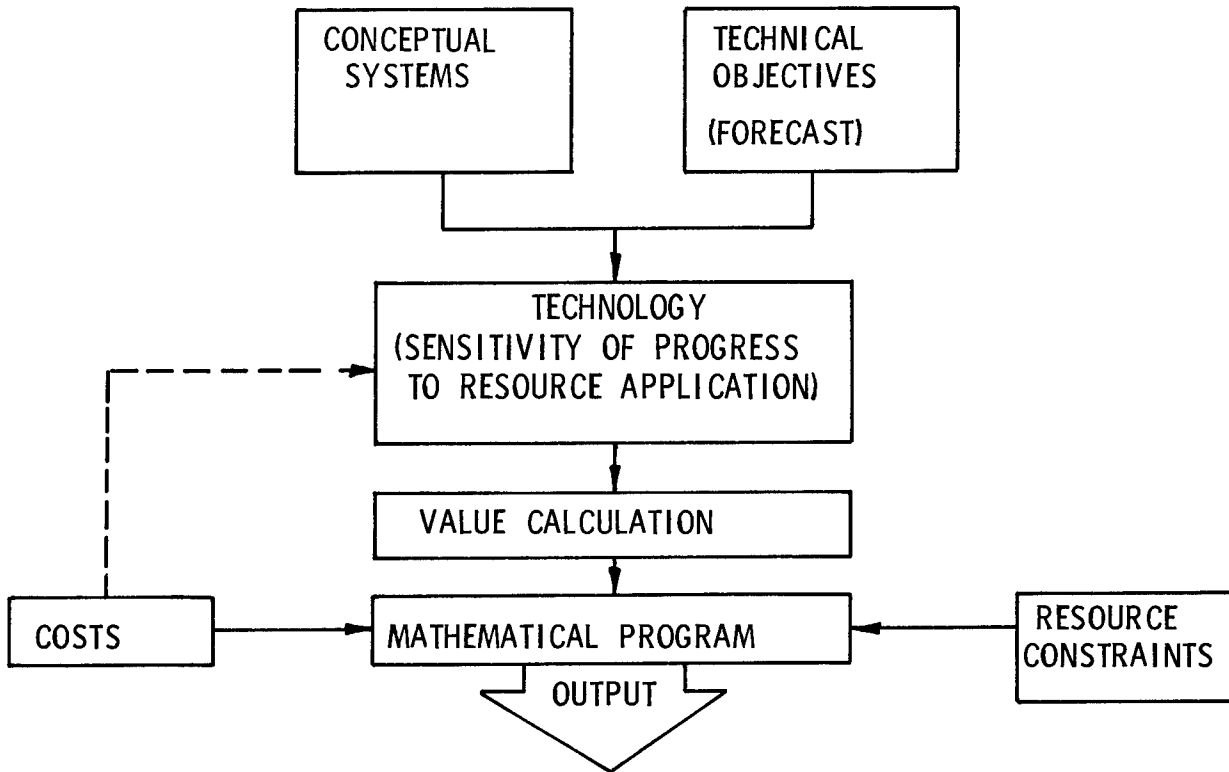 CONCEPTUAL
SYSTEMS
TECHNICAL
OBJECTIVES
(FORECAST)
TECHNOLOGY
(SENSITIVITY OF PROGRESS
TO RESOURCE APPLICATION)
VALUE CALCULATION
COSTS
MATHEMATICAL PROGRAM
RESOURCE
CONSTRAINTS
OUTPUT